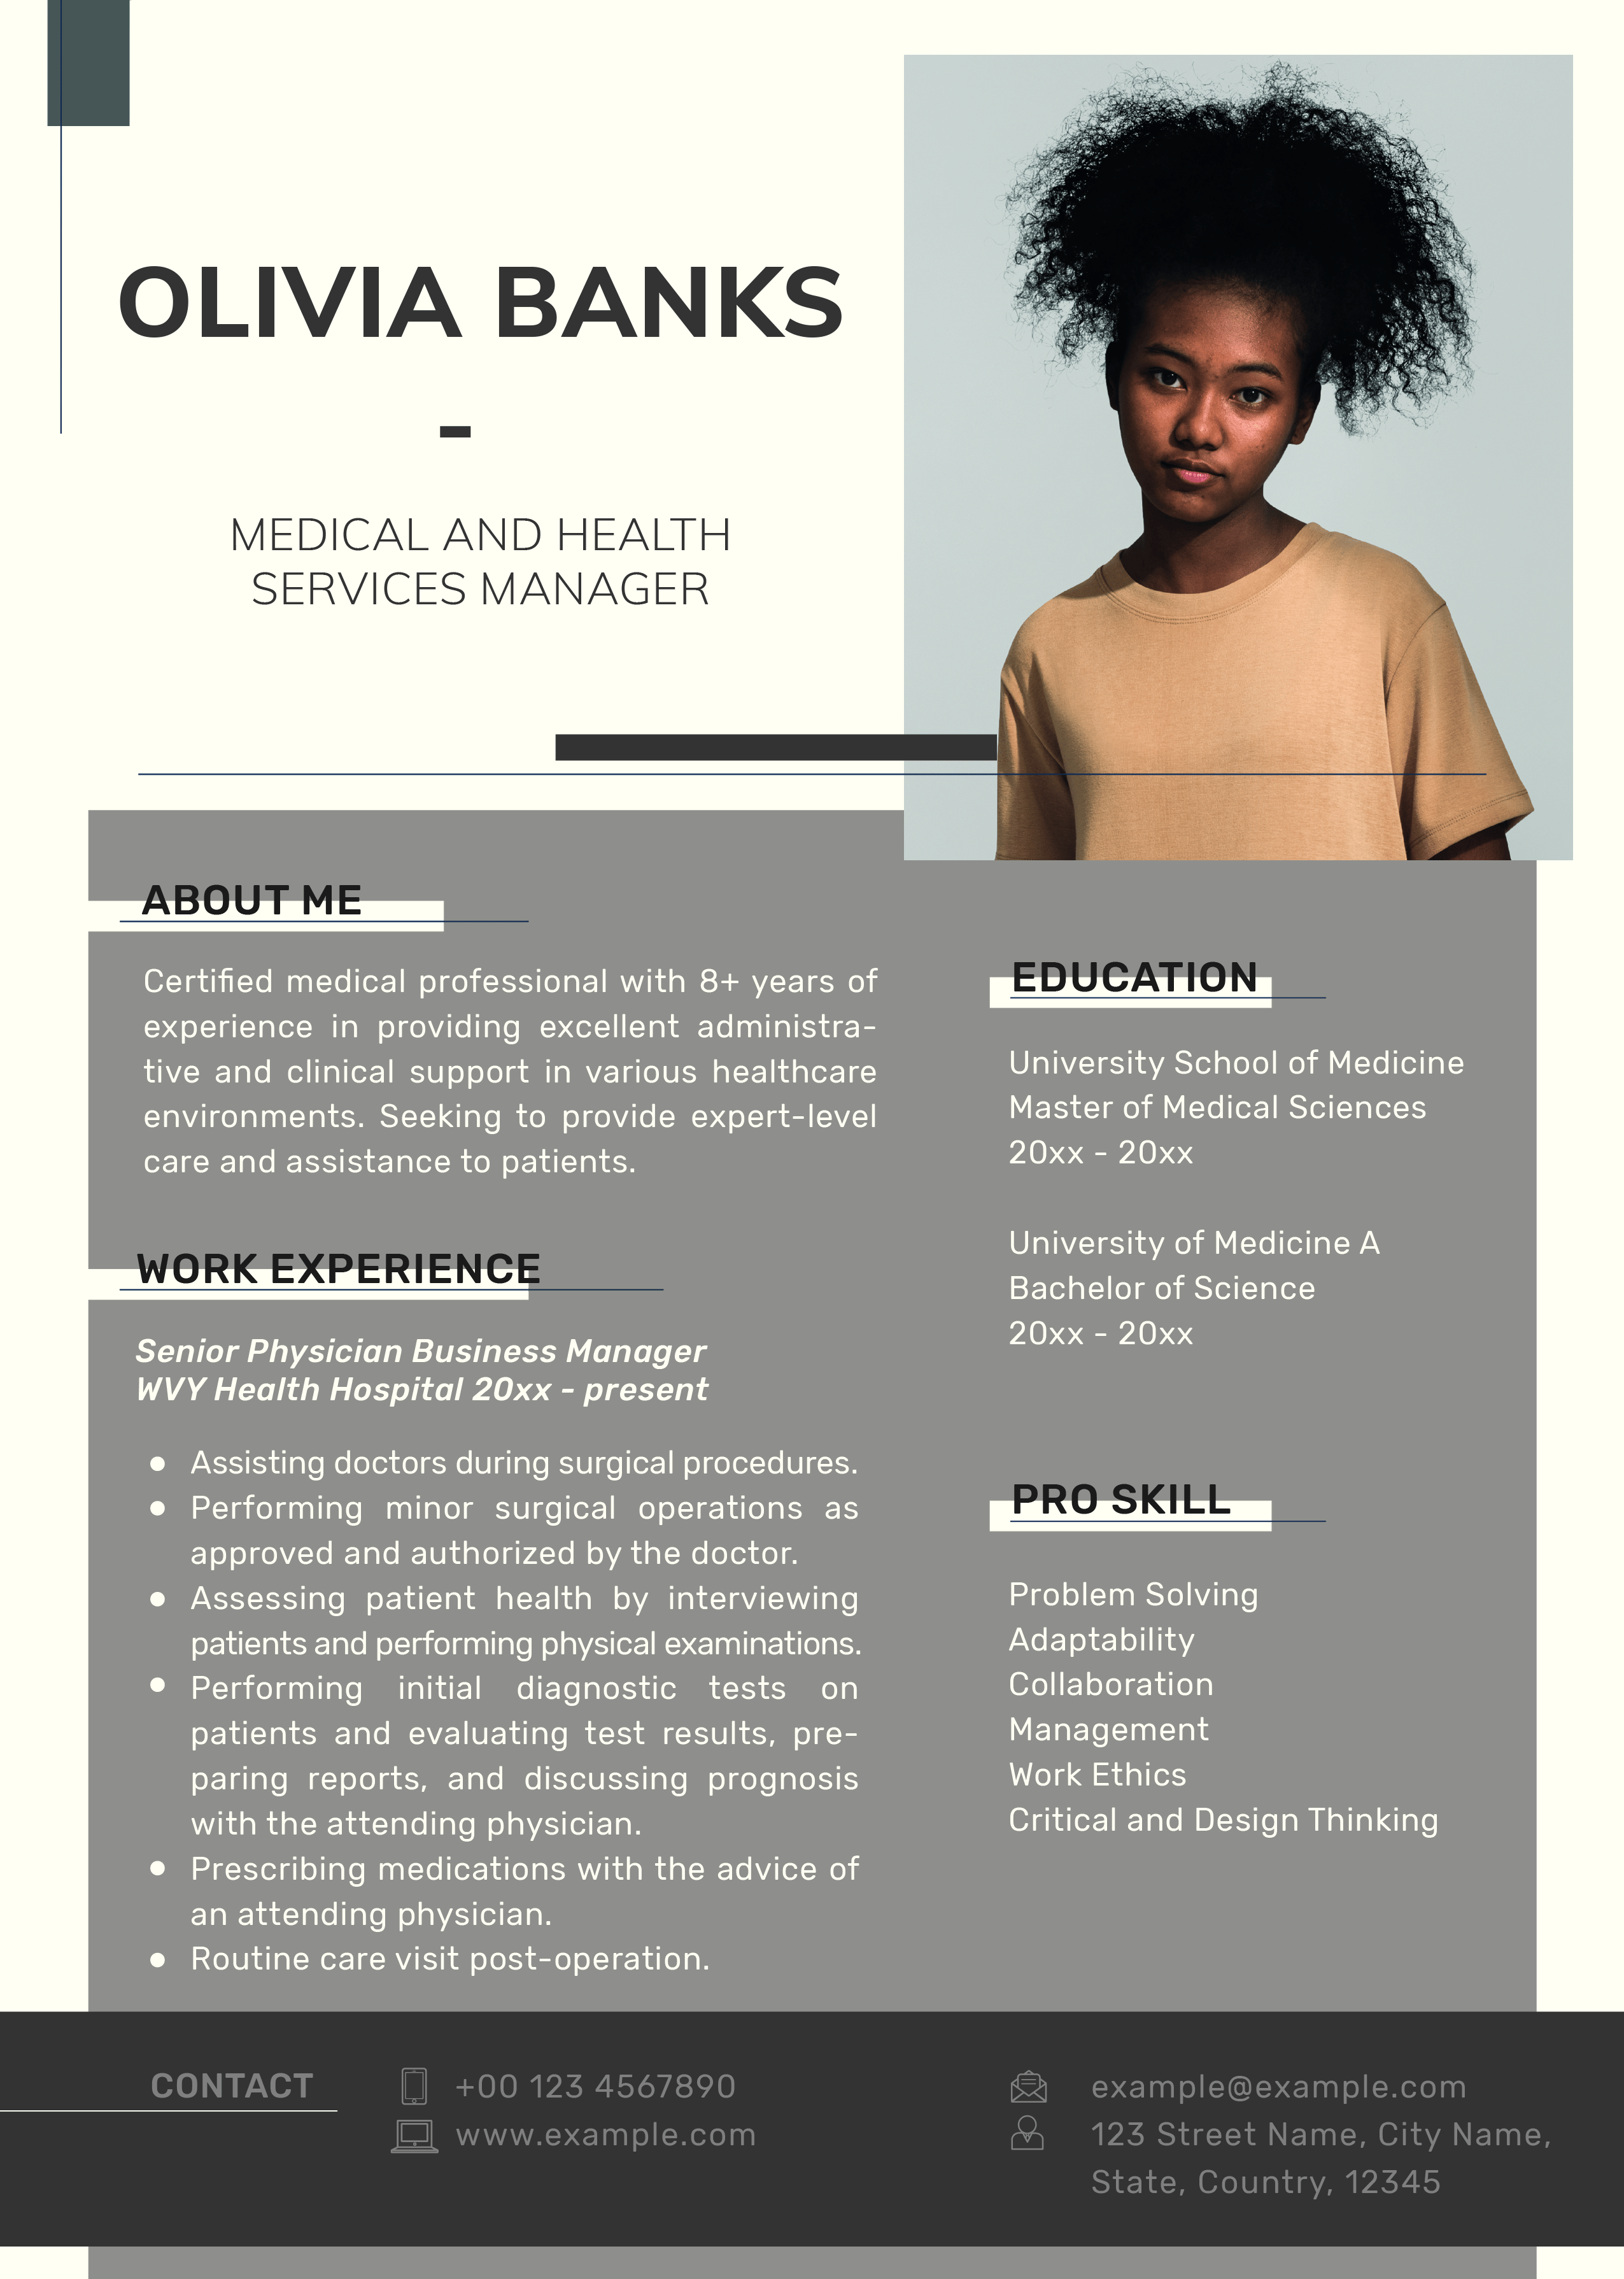 OLIVIA BANKS
-
MEDICAL AND HEALTH
SERVICES MANAGER
ABOUT ME
Certified medical professional with 8+ years of
experience in providing excellent administra-
tive and clinical support in various healthcare
environments. Seeking to provide expert-level
care and assistance to patients.
WORK EXPERIENCE
Senior Physician Business Manager
WVY Health Hospital 20xx - present
● Assisting doctors during surgical procedures.
● Performing minor surgical operations as
approved and authorized by the doctor.
● Assessing patient health by interviewing
patients and performing physical examinations.
● Performing initial diagnostic tests on
patients and evaluating test results, pre-
paring reports, and discussing prognosis
with the attending physician.
● Prescribing medications with the advice of
an attending physician.
● Routine care visit post-operation.
EDUCATION
University School of Medicine
Master of Medical Sciences
20xx - 20xx
University of Medicine A
Bachelor of Science
20xx - 20xx
PRO SKILL
Problem Solving
Adaptability
Collaboration
Management
Work Ethics
Critical and Design Thinking
CONTACT
+00 123 4567890
www.example.com
example@example.com
123 Street Name, City Name,
State, Country, 12345